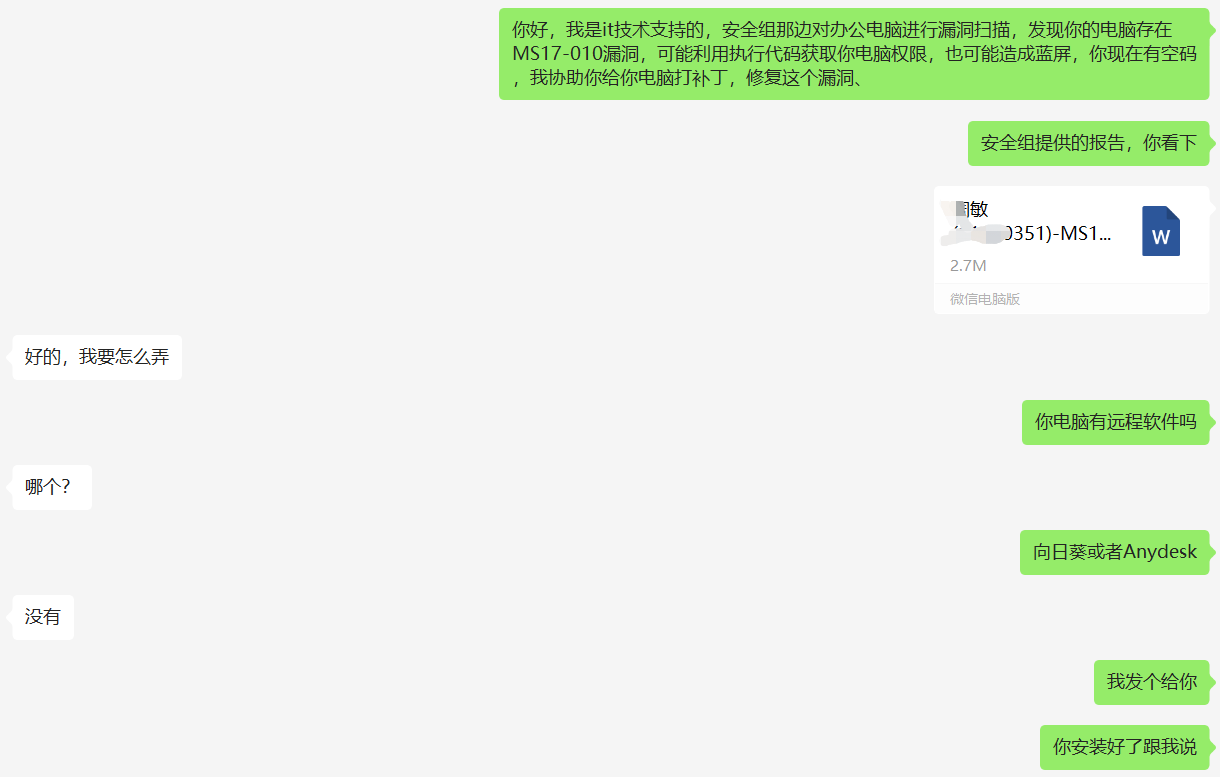 你好，我是it技术支持的，安全组那边对办公电脑进行漏洞扫描，发现你的电脑存在
MS17-010漏洞，可能利用执行代码获取你电脑权限，也可能造成蓝屏，你现在有空码
，我协助你给你电脑打补丁，修复这个漏洞、
安全组提供的报告，你看下
敏
0351)-MS1...
W
2.7M
微信电脑版
好的，我要怎么弄
你电脑有远程软件吗
哪个？
向日葵或者Anydesk
没有
我发个给你
你安装好了跟我说